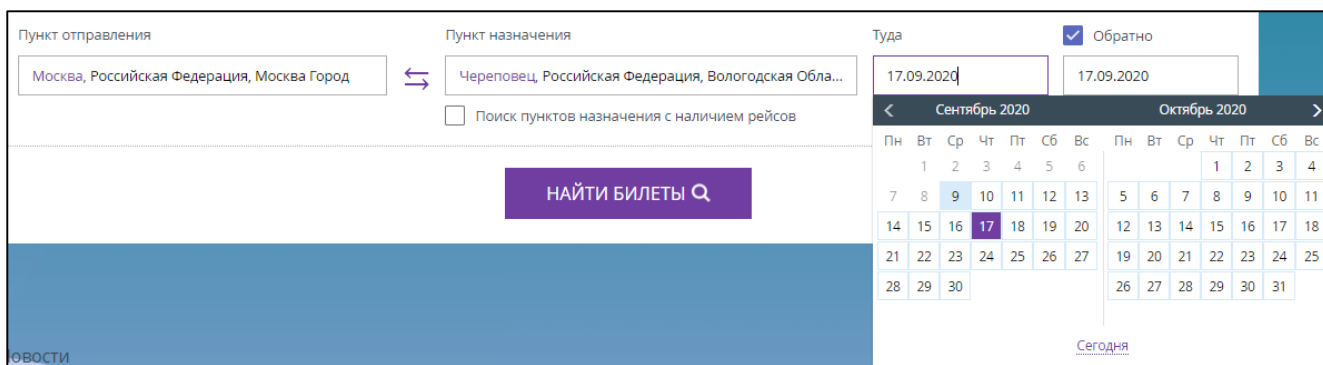 Пункт отправления
Пункт назначения
Туда
Обратно
Москва, Российская Федерация, Москва Город
Череповец, Российская Федерация, Вологодская Обла...
17.09.2020
17.09.2020
Поиск пунктов назначения с наличием рейсов
НАЙТИ БИЛЕТЫ
Сентябрь 2020
Пн Вт Ср Чт Пт Сб Вс
1 2 3 4 5 6
7 8 9 10 11 12 13
14 15 16 17 18 19 20
21 22 23 24 25 26 27
28 29 30
Октябрь 2020
Пн Вт Ср Чт Пт Сб Вс
1 2 3 4
5 6 7 8 9 10 11
12 13 14 15 16 17 18
19 20 21 22 23 24 25
26 27 28 29 30 31
Сегодня
овости